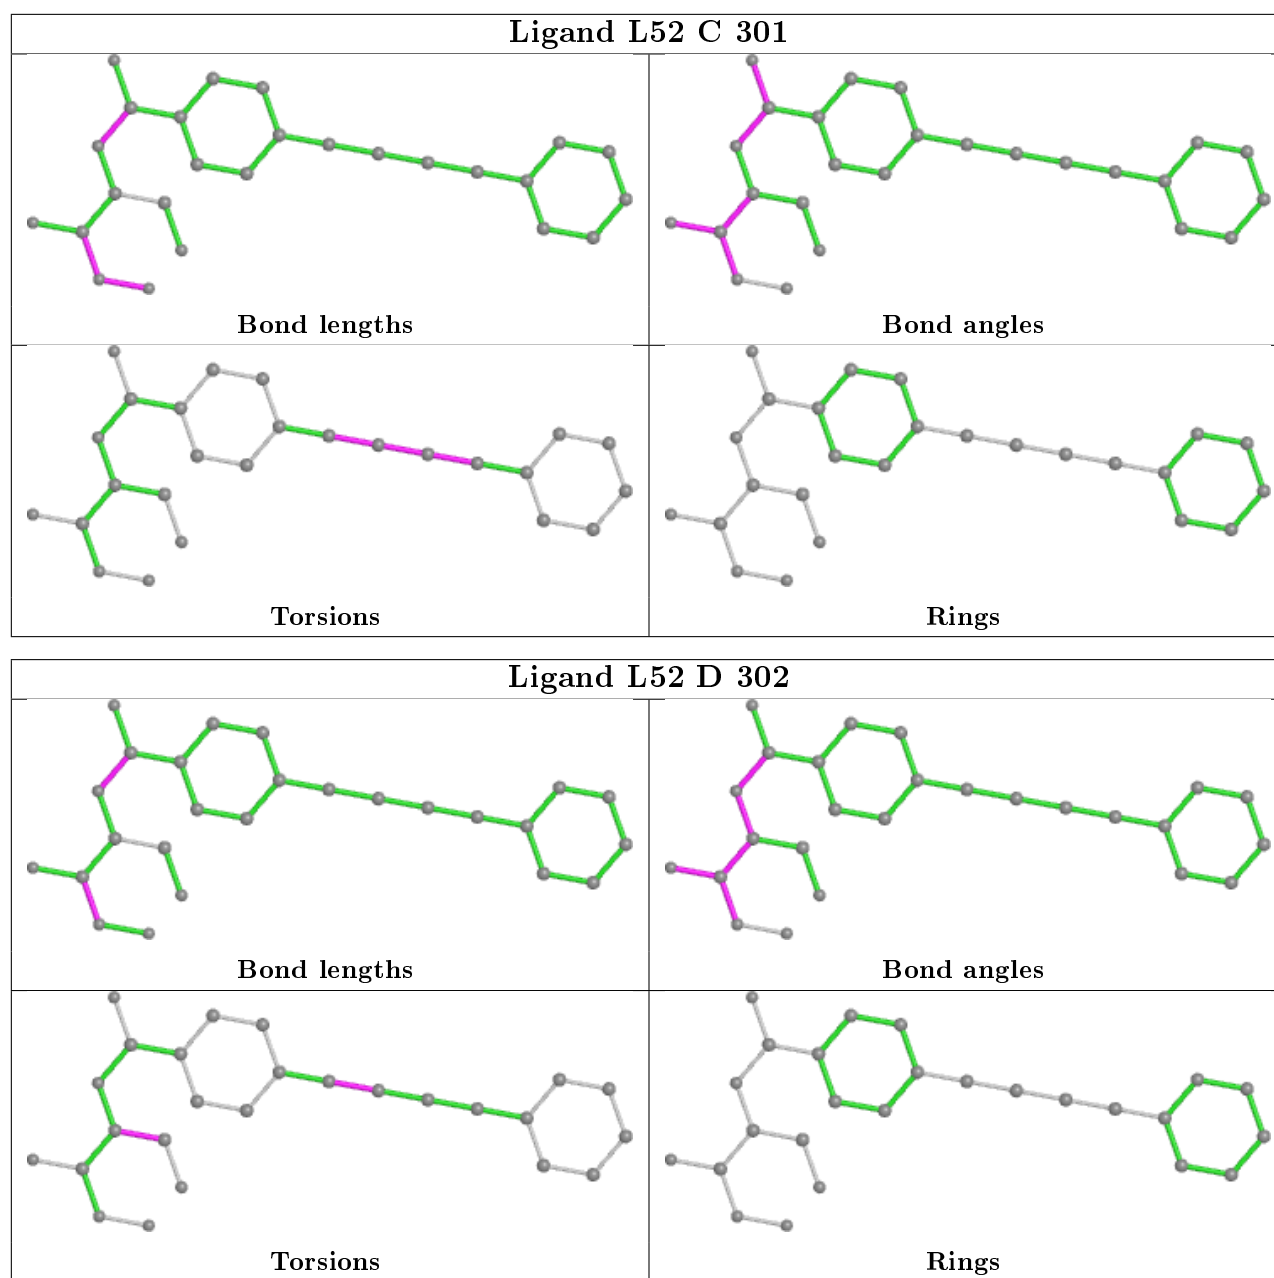 Ligand L52 C 301
Bond lengths
Bond angles
Torsions
Rings
Ligand L52 D 302
Bond lengths
Bond angles
Torsions
Rings